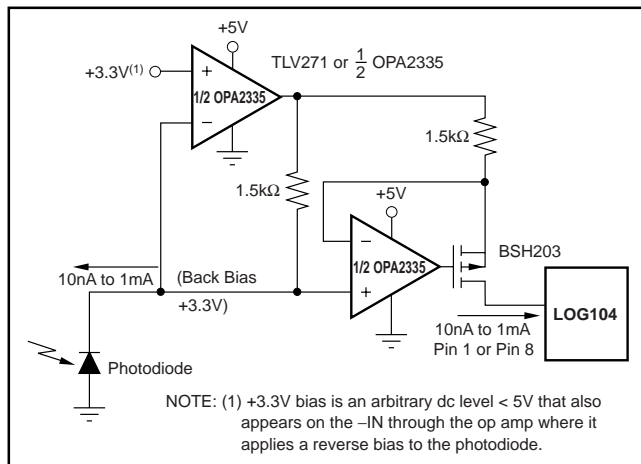 +5V
+3.3V(1)
TLV271 or 1/2 OPA2335
+
1/2 OPA2335
−
1.5kΩ
1.5kΩ
+5V
−
1/2 OPA2335
+
BSH203
10nA to 1mA
(Back Bias
+3.3V)
LOG104
10nA to 1mA
Pin 1 or Pin 8
Photodiode
NOTE: (1) +3.3V bias is an arbitrary dc level < 5V that also
appears on the −IN through the op amp where it
applies a reverse bias to the photodiode.